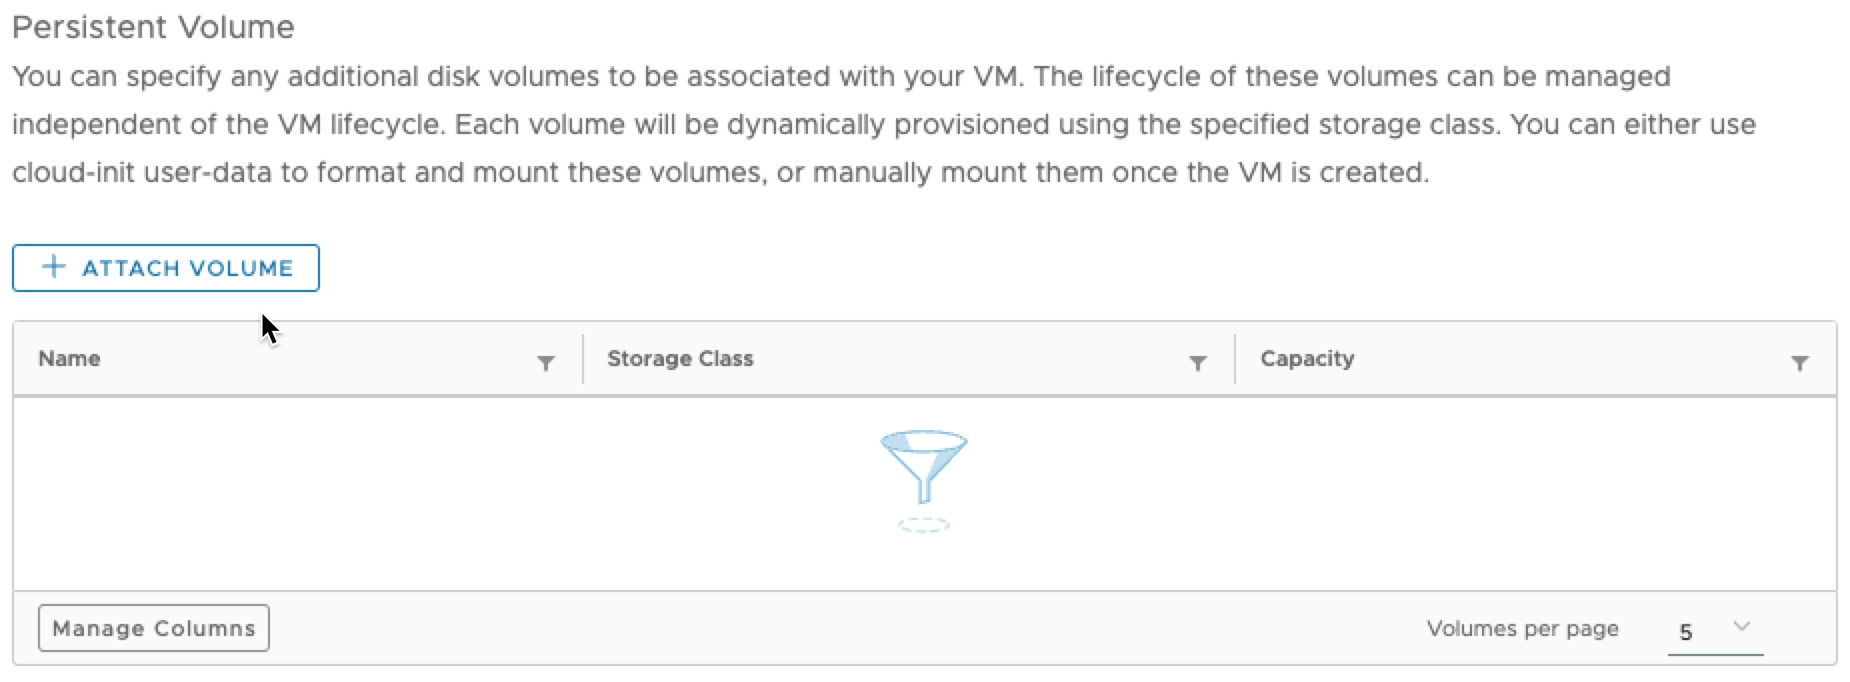 Persistent Volume
You can specify any additional disk volumes to be associated with your VM. The lifecycle of these volumes can be managed
independent of the VM lifecycle. Each volume will be dynamically provisioned using the specified storage class. You can either use
cloud-init user-data to format and mount these volumes, or manually mount them once the VM is created.
+ ATTACH VOLUME
Name Storage Class Capacity
Manage Columns Volumes per page 5